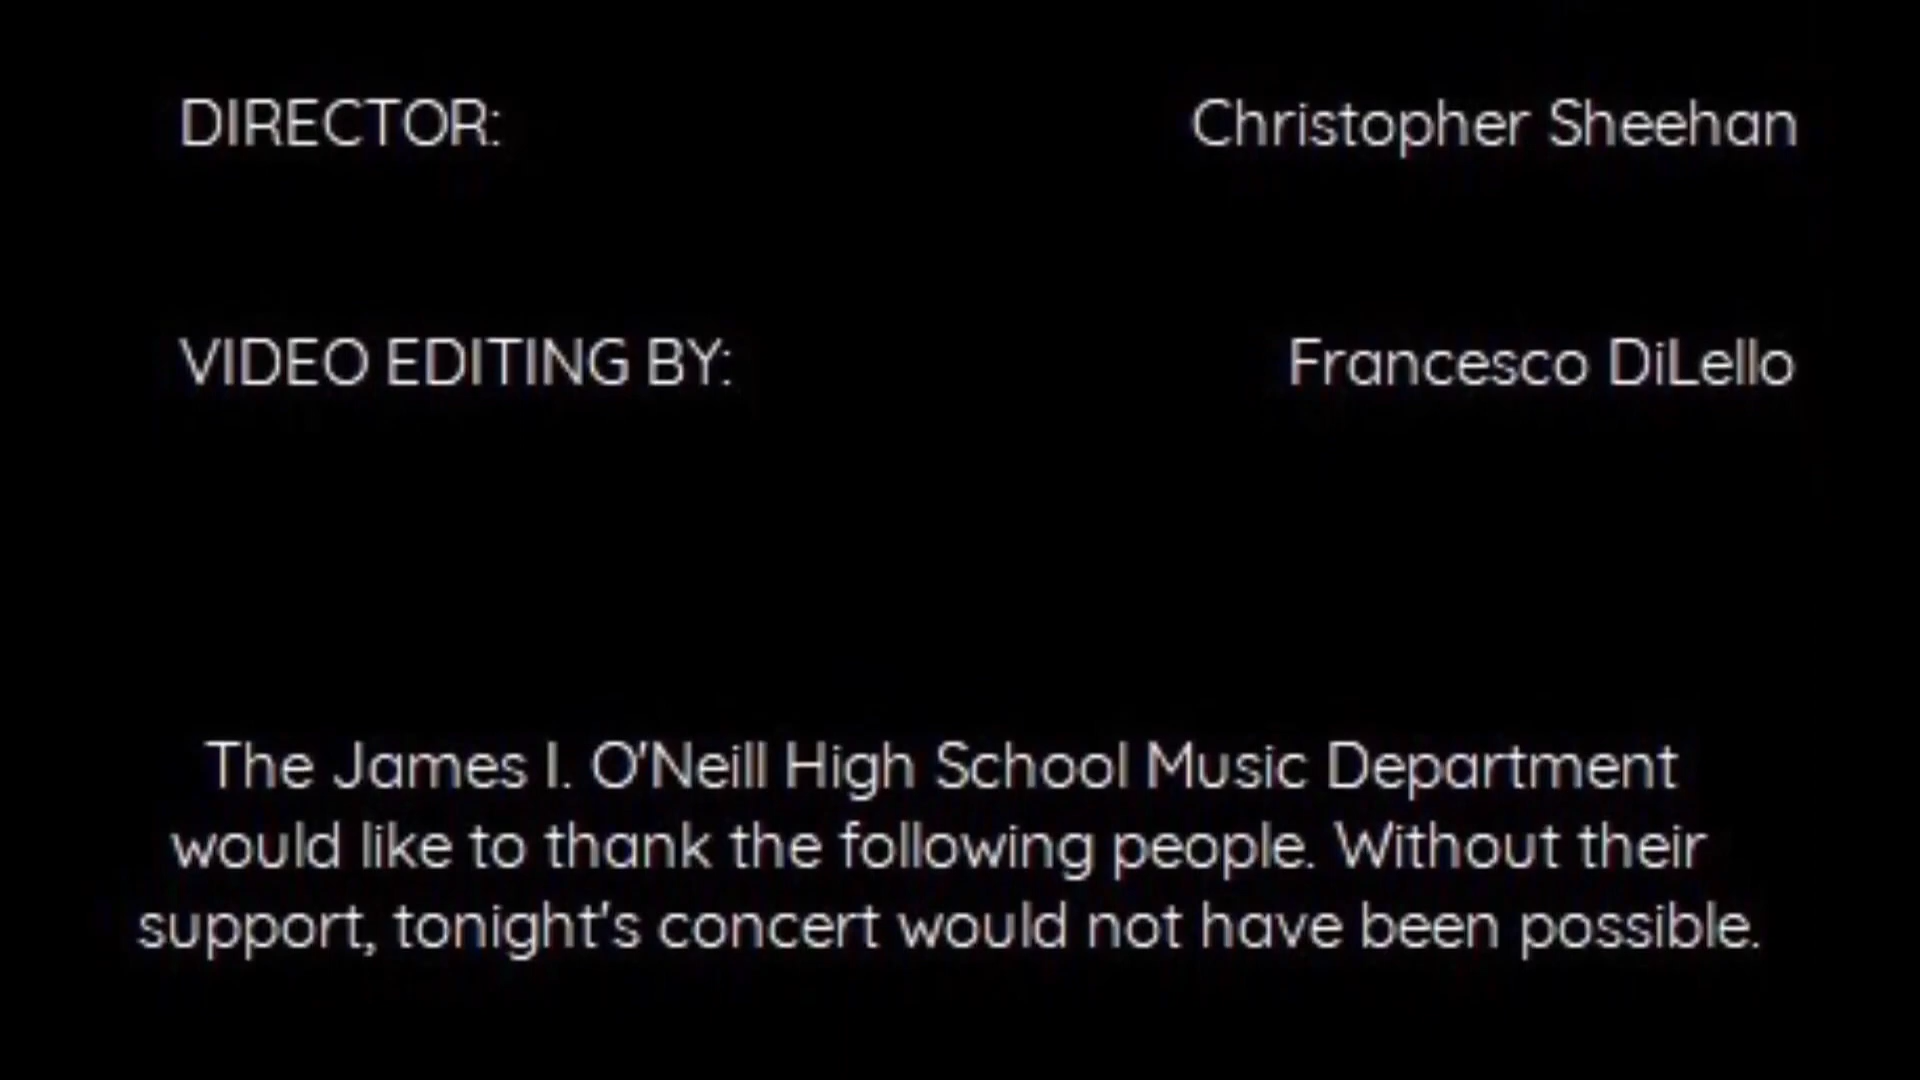 DIRECTOR: Christopher Sheehan
VIDEO EDITING BY: Francesco DiLello
The James I. O'Neill High School Music Department
would like to thank the following people. Without their
support, tonight's concert would not have been possible.